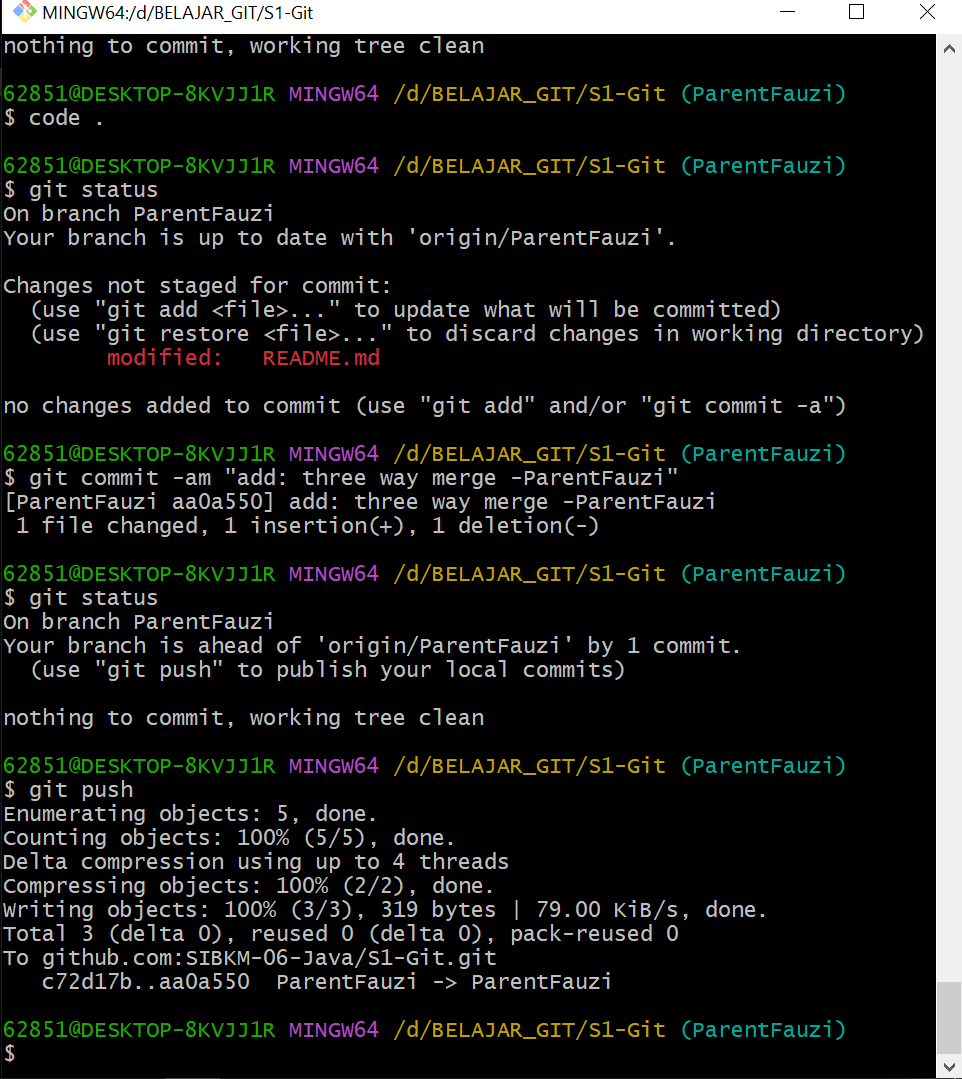 MINGW64:/d/BELAJAR_GIT/S1-Git
nothing to commit, working tree clean
62851@DESKTOP-8KVJJ1R MINGW64 /d/BELAJAR_GIT/S1-Git (ParentFauzi)
$ code .
62851@DESKTOP-8KVJJ1R MINGW64 /d/BELAJAR_GIT/S1-Git (ParentFauzi)
$ git status
On branch ParentFauzi
Your branch is up to date with 'origin/ParentFauzi'.
Changes not staged for commit:
  (use "git add <file>..." to update what will be committed)
  (use "git restore <file>..." to discard changes in working directory)
        modified:   README.md
no changes added to commit (use "git add" and/or "git commit -a")
62851@DESKTOP-8KVJJ1R MINGW64 /d/BELAJAR_GIT/S1-Git (ParentFauzi)
$ git commit -am "add: three way merge -ParentFauzi"
[ParentFauzi aa0a550] add: three way merge -ParentFauzi
 1 file changed, 1 insertion(+), 1 deletion(-)
62851@DESKTOP-8KVJJ1R MINGW64 /d/BELAJAR_GIT/S1-Git (ParentFauzi)
$ git status
On branch ParentFauzi
Your branch is ahead of 'origin/ParentFauzi' by 1 commit.
  (use "git push" to publish your local commits)
nothing to commit, working tree clean
62851@DESKTOP-8KVJJ1R MINGW64 /d/BELAJAR_GIT/S1-Git (ParentFauzi)
$ git push
Enumerating objects: 5, done.
Counting objects: 100% (5/5), done.
Delta compression using up to 4 threads
Compressing objects: 100% (2/2), done.
Writing objects: 100% (3/3), 319 bytes | 79.00 KiB/s, done.
Total 3 (delta 0), reused 0 (delta 0), pack-reused 0
To github.com:SIBKM-06-Java/S1-Git.git
   c72d17b..aa0a550  ParentFauzi -> ParentFauzi
62851@DESKTOP-8KVJJ1R MINGW64 /d/BELAJAR_GIT/S1-Git (ParentFauzi)
$